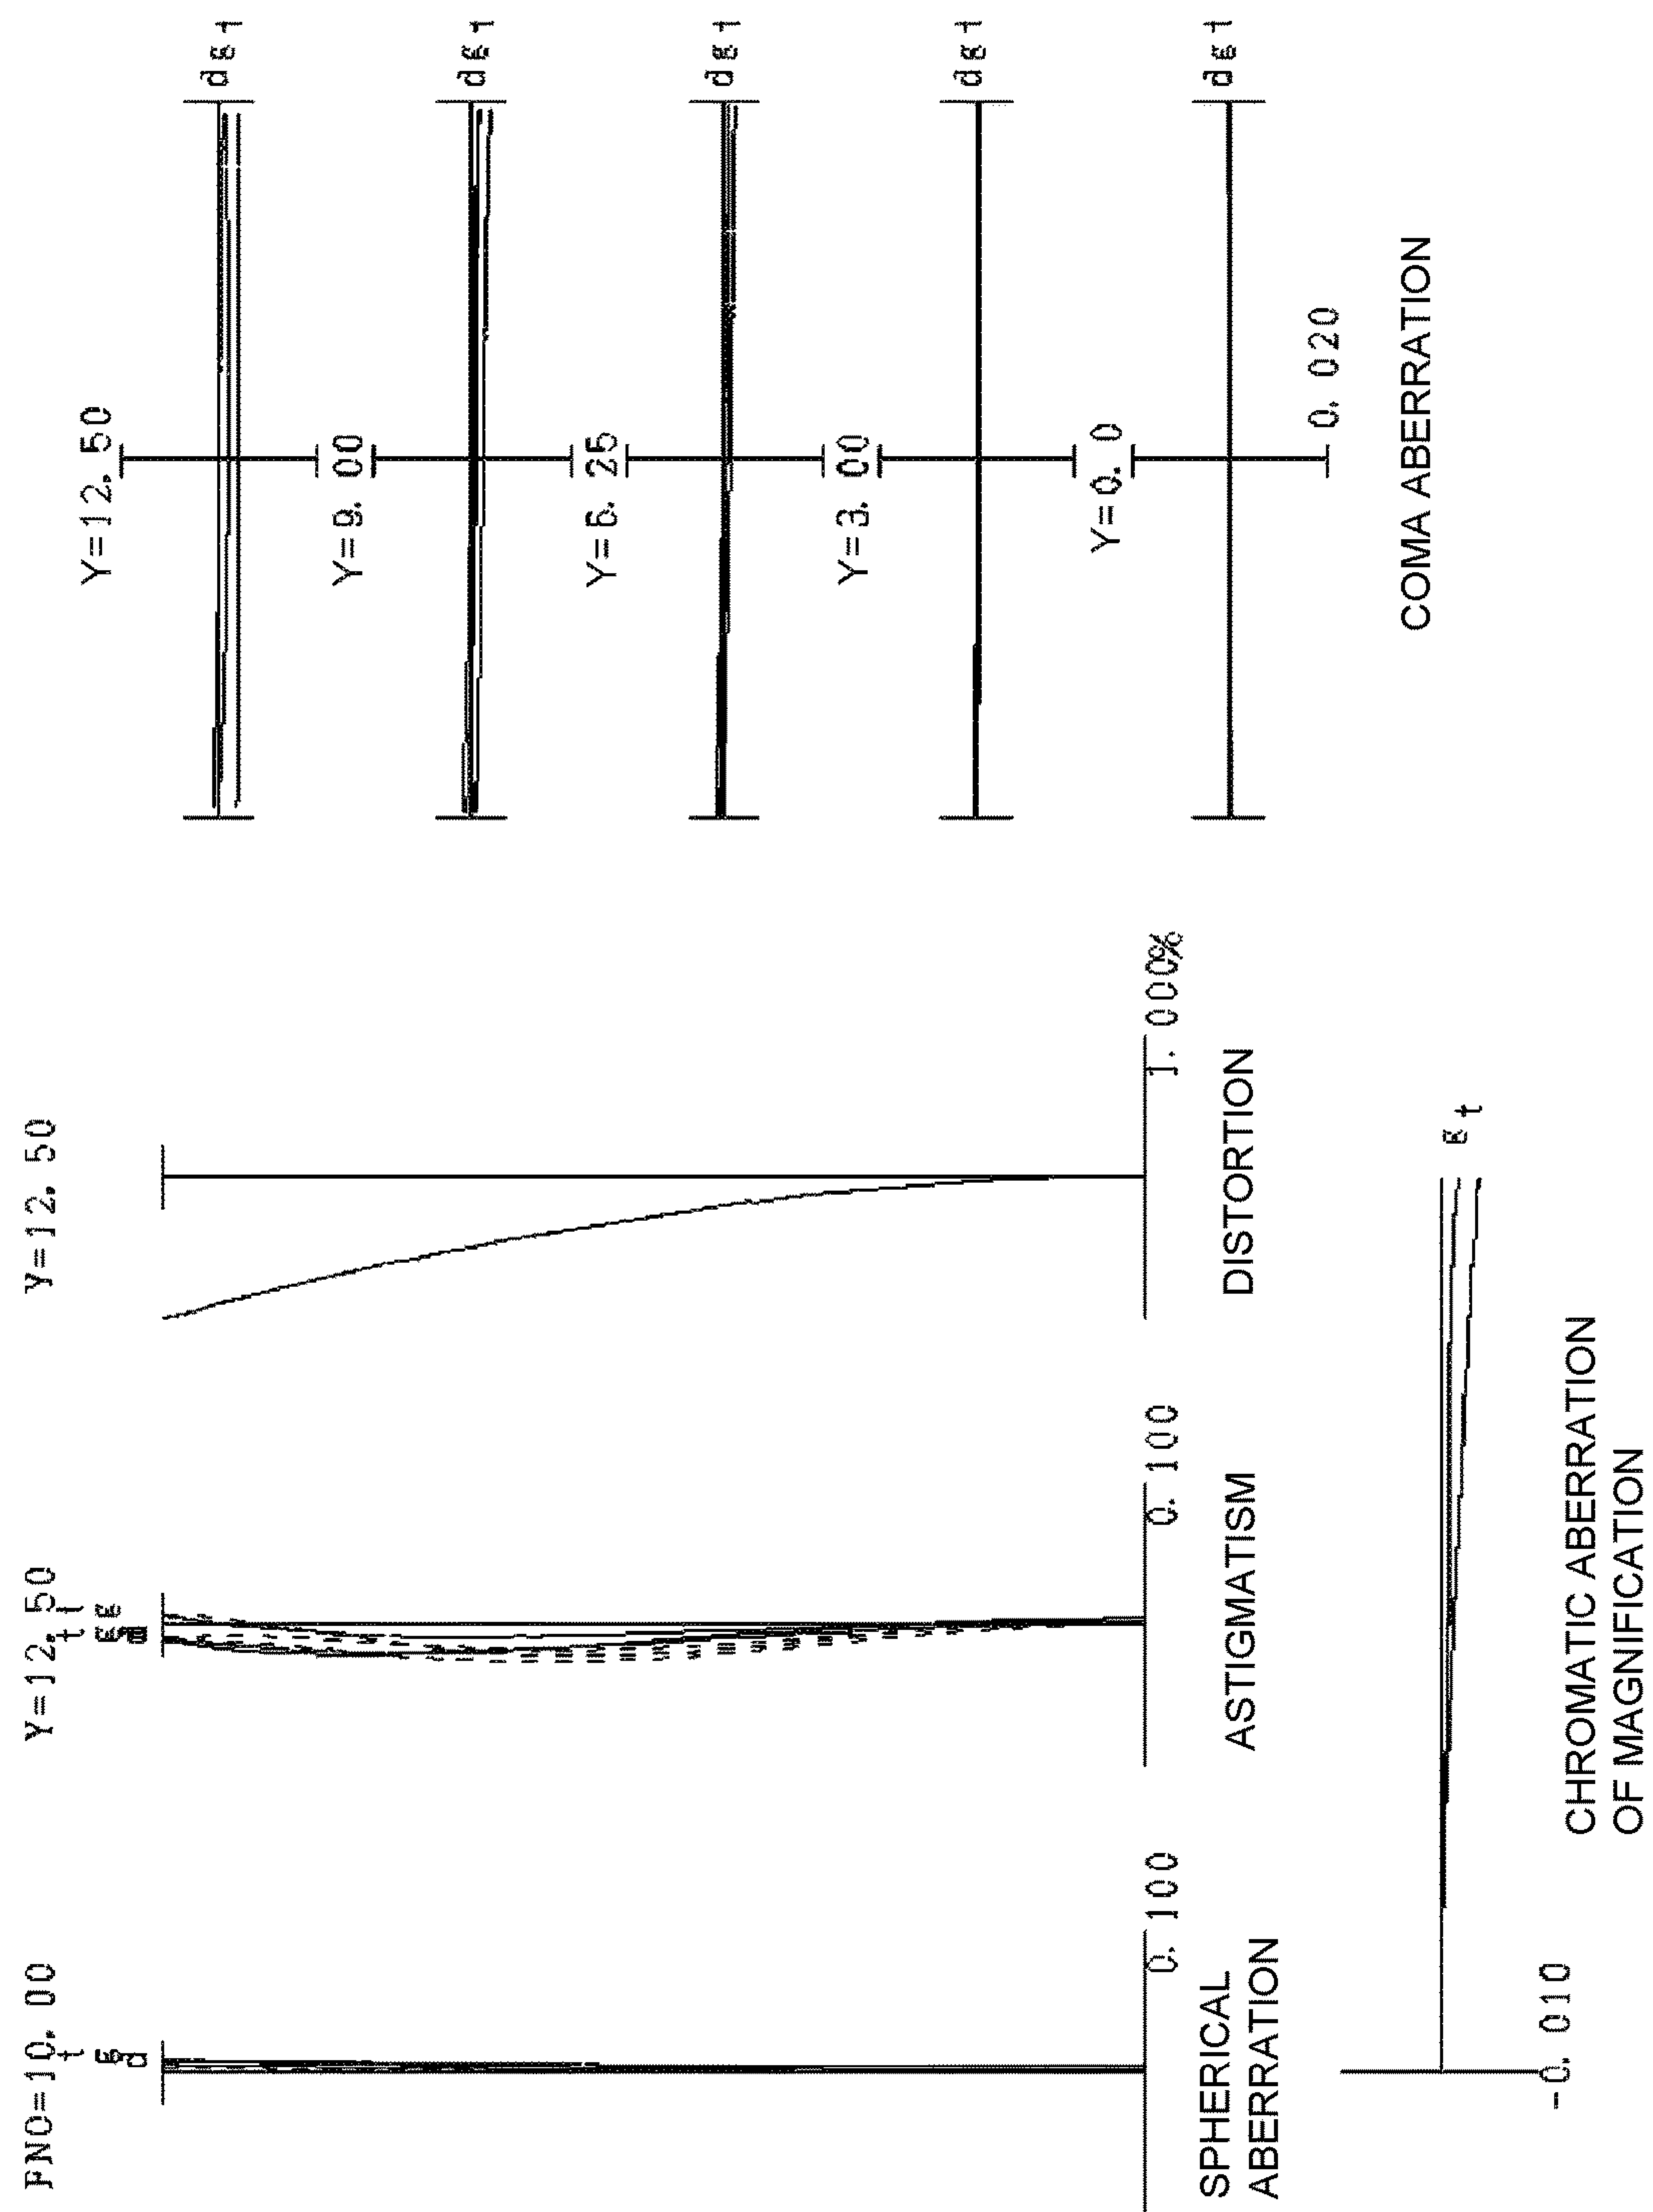 FNO=10. 00
t
g
d
SPHERICAL
ABERRATION
0. 100
Y=12. 50
t t
g g
ASTIGMATISM
0. 100
Y=12. 50
DISTORTION
1. 000%
Y=12. 50
d g t
Y=9. 00
d g t
Y=6. 25
d g t
Y=3. 00
d g t
Y=0. 0
d g t
0. 020
COMA ABERRATION
g
t
-0. 010
CHROMATIC ABERRATION
OF MAGNIFICATION